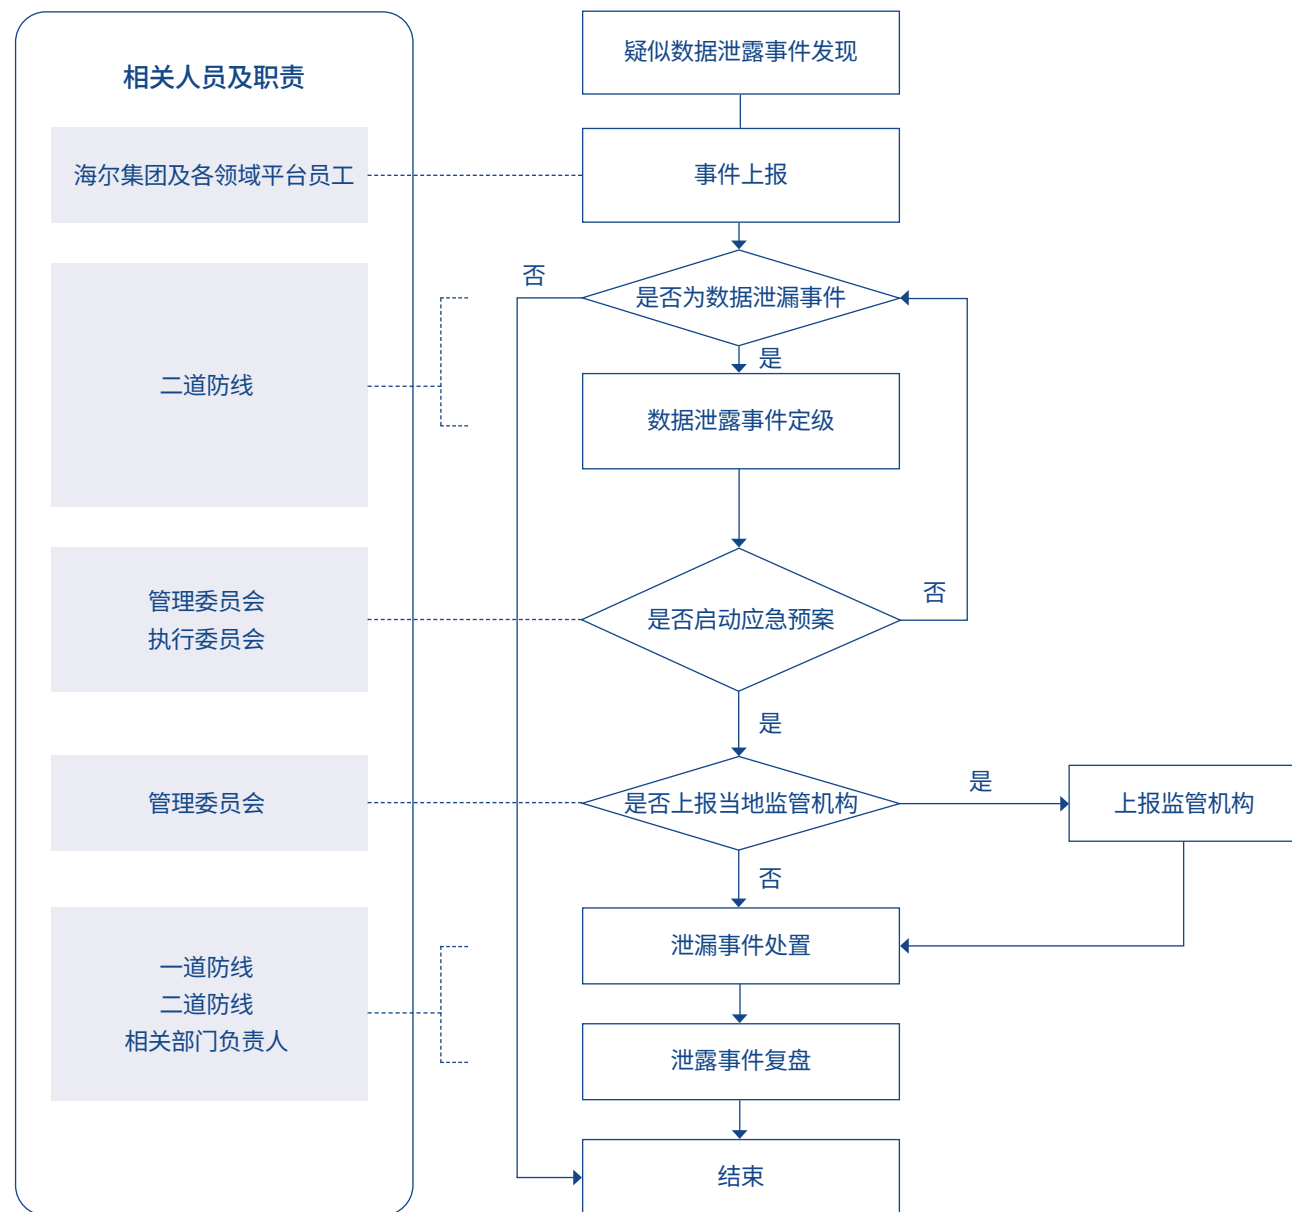 相关人员及职责
海尔集团及各领域平台员工
二道防线
管理委员会
执行委员会
管理委员会
一道防线
二道防线
相关部门负责人
疑似数据泄露事件发现
事件上报
是否为数据泄漏事件
否
是
数据泄露事件定级
是否启动应急预案
否
是
是否上报当地监管机构
是
上报监管机构
否
泄漏事件处置
泄露事件复盘
结束